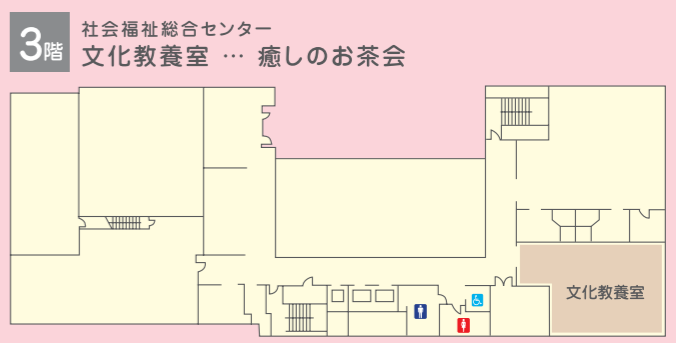 3階
社会福祉総合センター
文化教養室 … 癒しのお茶会
文化教養室